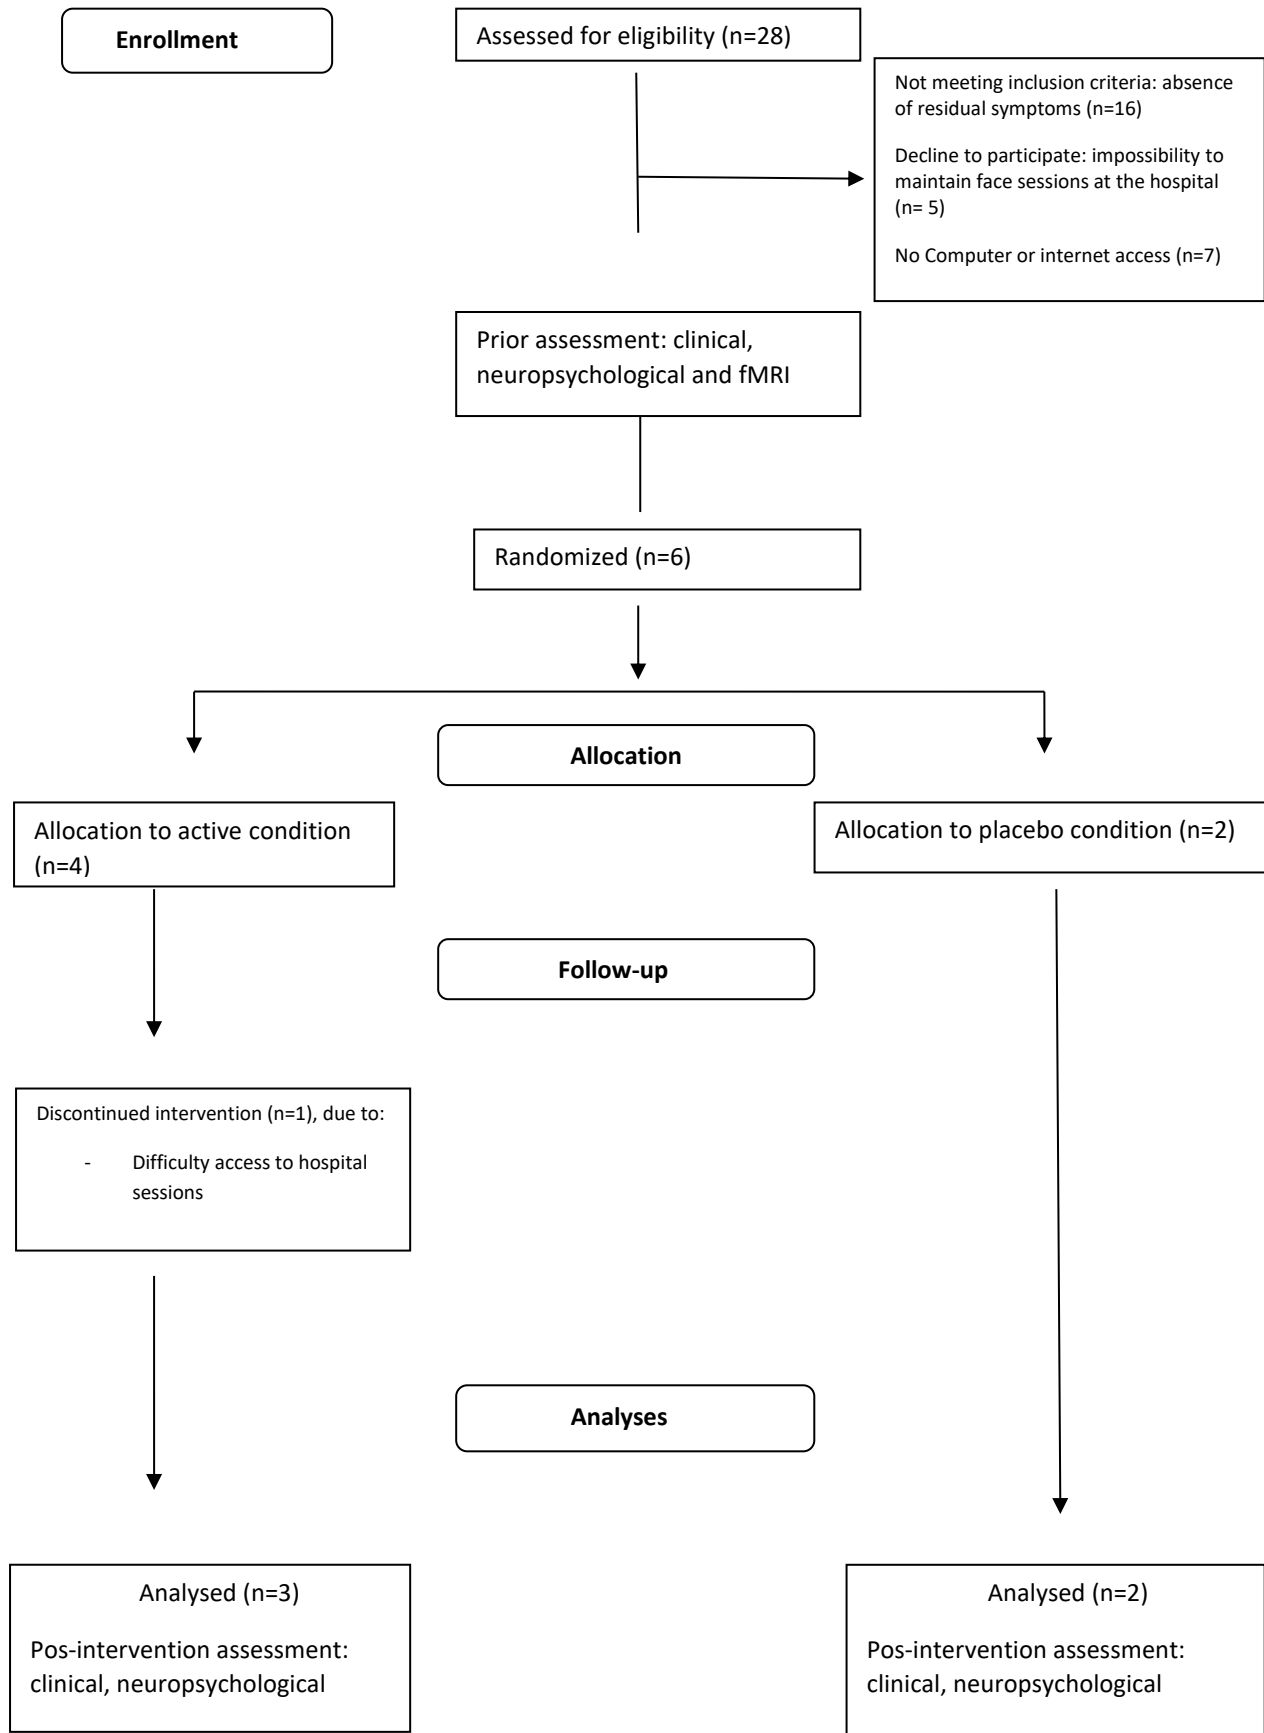 Enrollment
Assessed for eligibility (n=28)
Not meeting inclusion criteria: absence
of residual symptoms (n=16)
Decline to participate: impossibility to
maintain face sessions at the hospital
(n= 5)
No Computer or internet access (n=7)
Prior assessment: clinical,
neuropsychological and fMRI
Randomized (n=6)
Allocation
Allocation to active condition
(n=4)
Allocation to placebo condition (n=2)
Follow-up
Discontinued intervention (n=1), due to:
- Difficulty access to hospital
sessions
Analyses
Analysed (n=3)
Pos-intervention assessment:
clinical, neuropsychological
Analysed (n=2)
Pos-intervention assessment:
clinical, neuropsychological